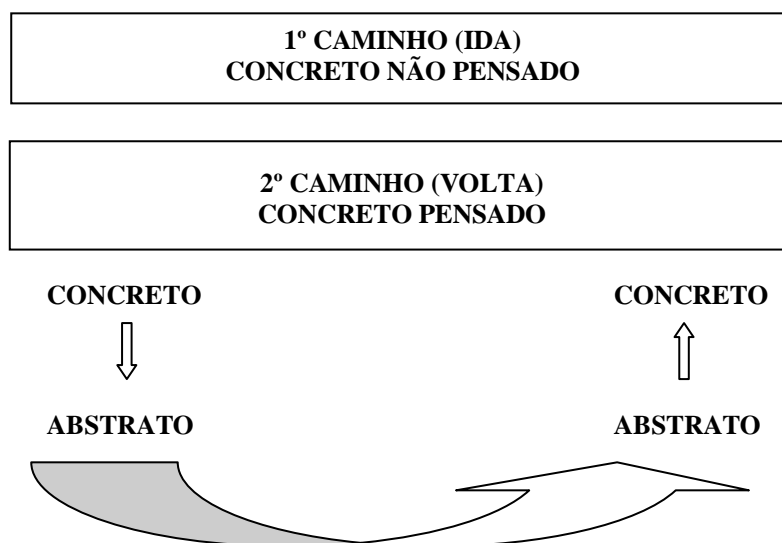 1º CAMINHO (IDA)
CONCRETO NÃO PENSADO
2º CAMINHO (VOLTA)
CONCRETO PENSADO
CONCRETO CONCRETO
ABSTRATO ABSTRATO